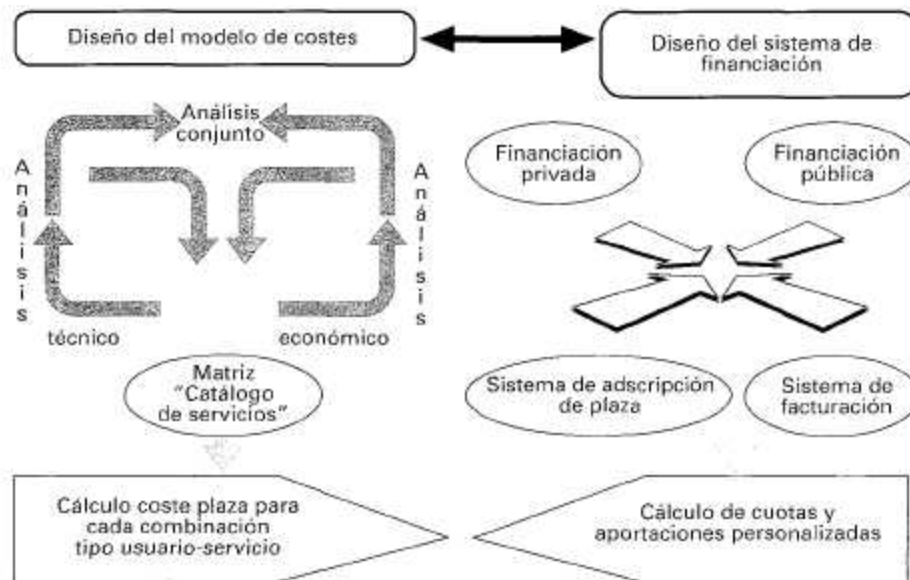 Diseño del modelo de costes
Diseño del sistema de
financiación
Análisis
conjunto
Análisis
técnico
Análisis
económico
Matriz
"Catálogo
de servicios"
Financiación
privada
Financiación
pública
Sistema de adscripción
de plaza
Sistema de
facturación
Cálculo coste plaza para
cada combinación
tipo usuario-servicio
Cálculo de cuotas y
aportaciones personalizadas